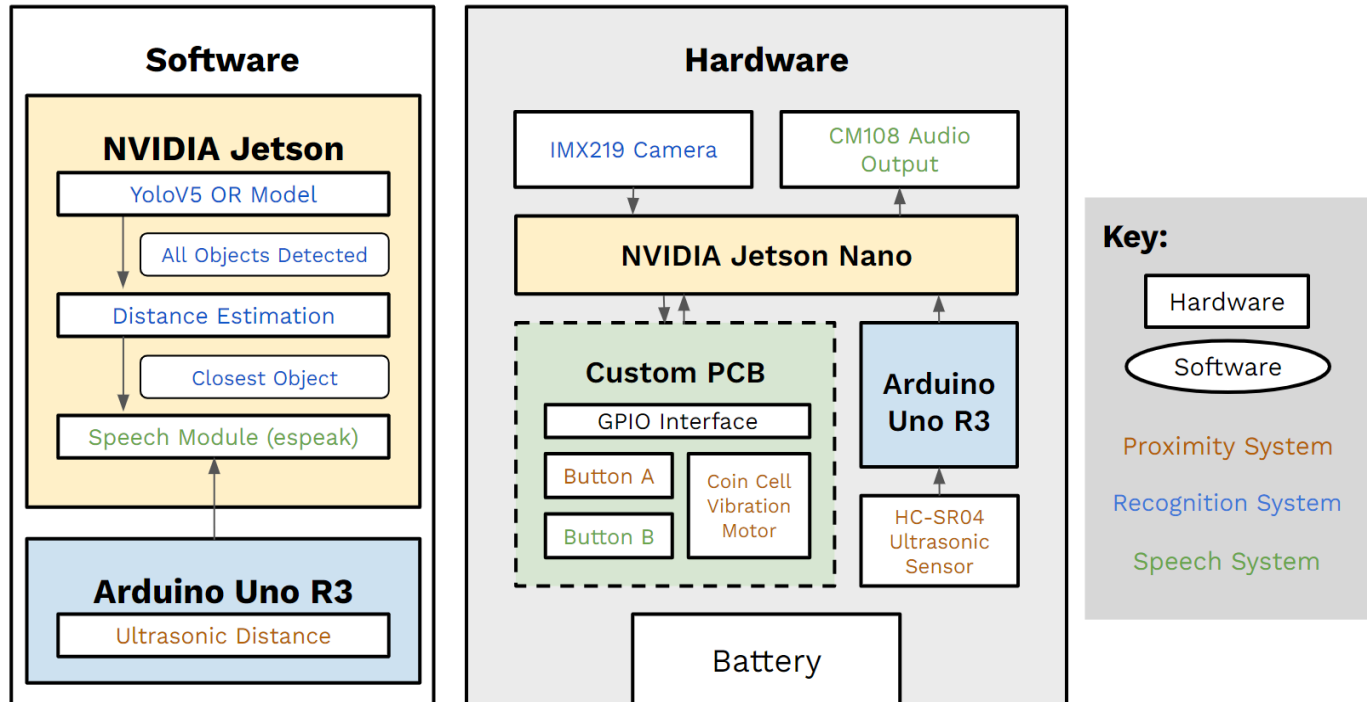 Software
NVIDIA Jetson
YoloV5 OR Model
All Objects Detected
Distance Estimation
Closest Object
Speech Module (espeak)
Arduino Uno R3
Ultrasonic Distance
Hardware
IMX219 Camera
CM108 Audio
Output
NVIDIA Jetson Nano
Custom PCB
GPIO Interface
Button A
Button B
Coin Cell
Vibration
Motor
Arduino
Uno R3
HC-SR04
Ultrasonic
Sensor
Battery
Key:
Hardware
Software
Proximity System
Recognition System
Speech System